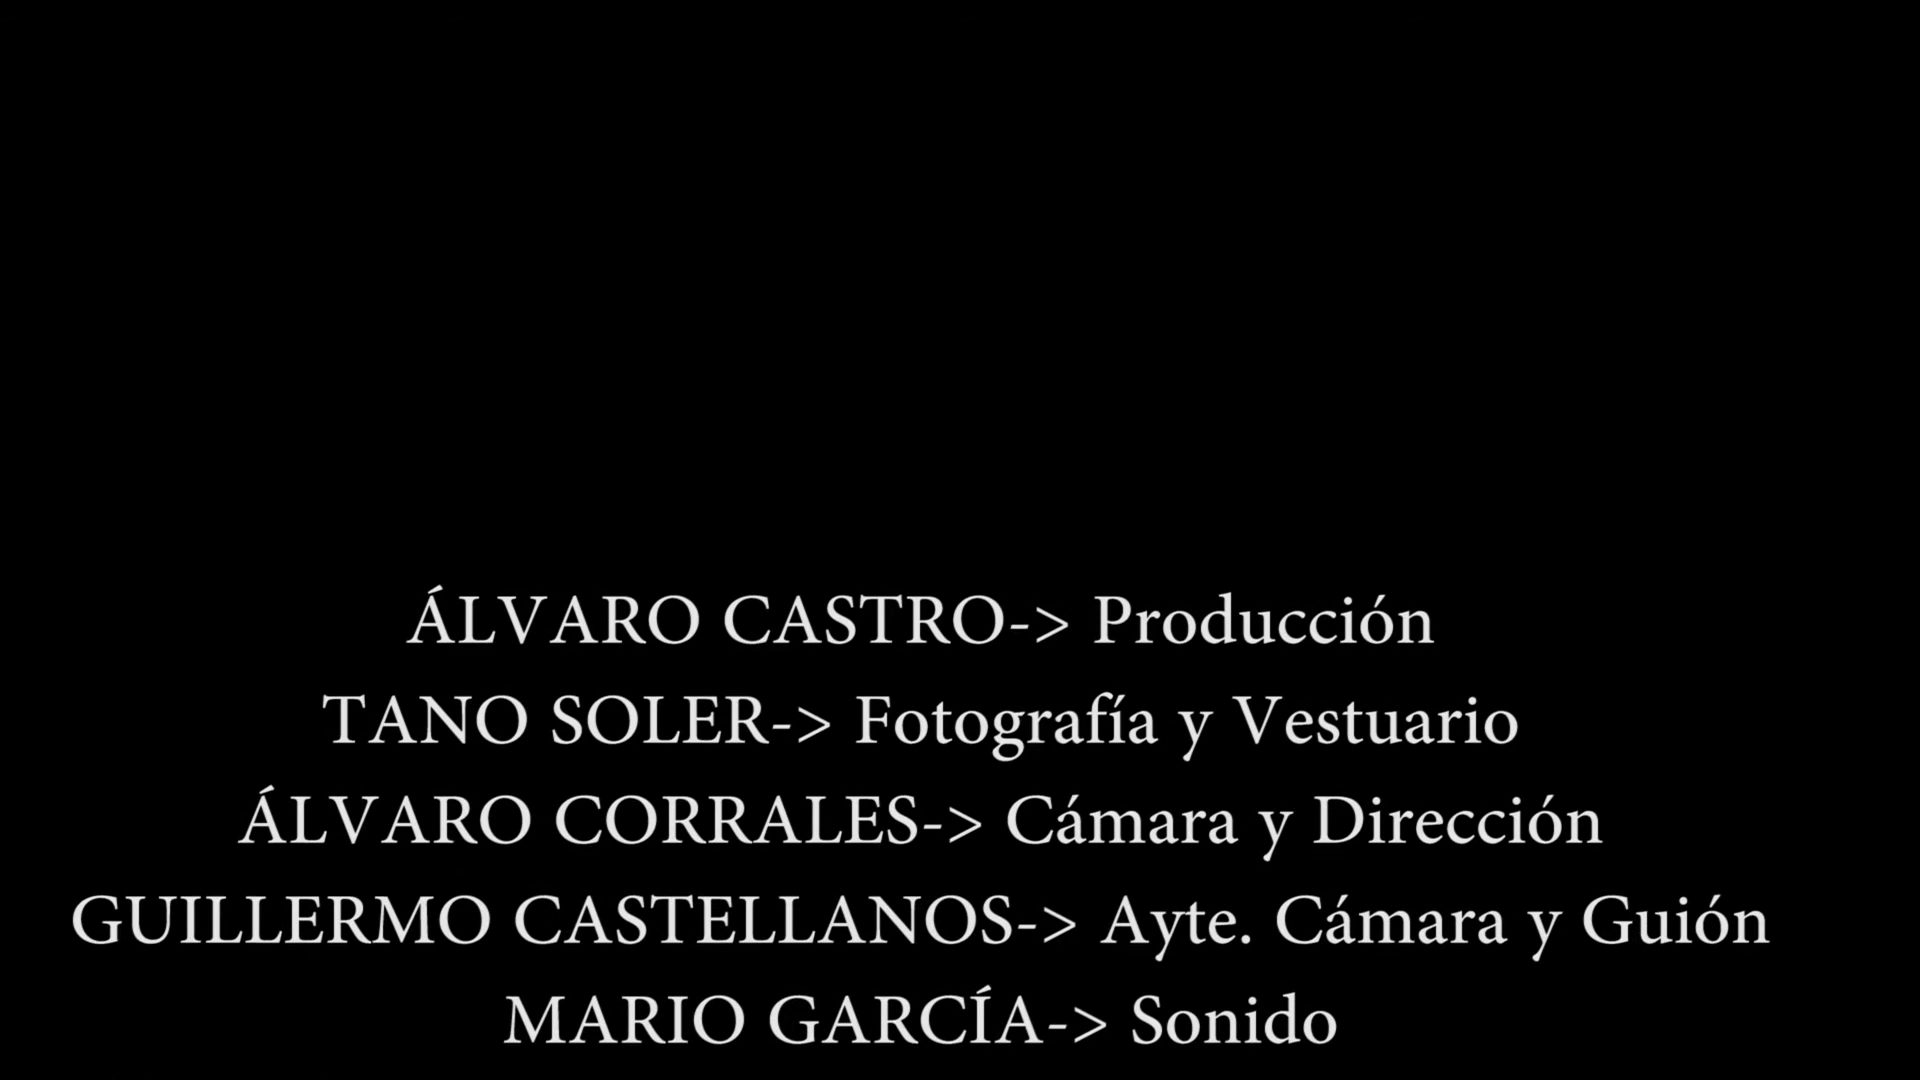 ÁLVARO CASTRO-> Producción
TANO SOLER-> Fotografía y Vestuario
ÁLVARO CORRALES-> Cámara y Dirección
GUILLERMO CASTELLANOS-> Ayte. Cámara y Guión
MARIO GARCÍA-> Sonido